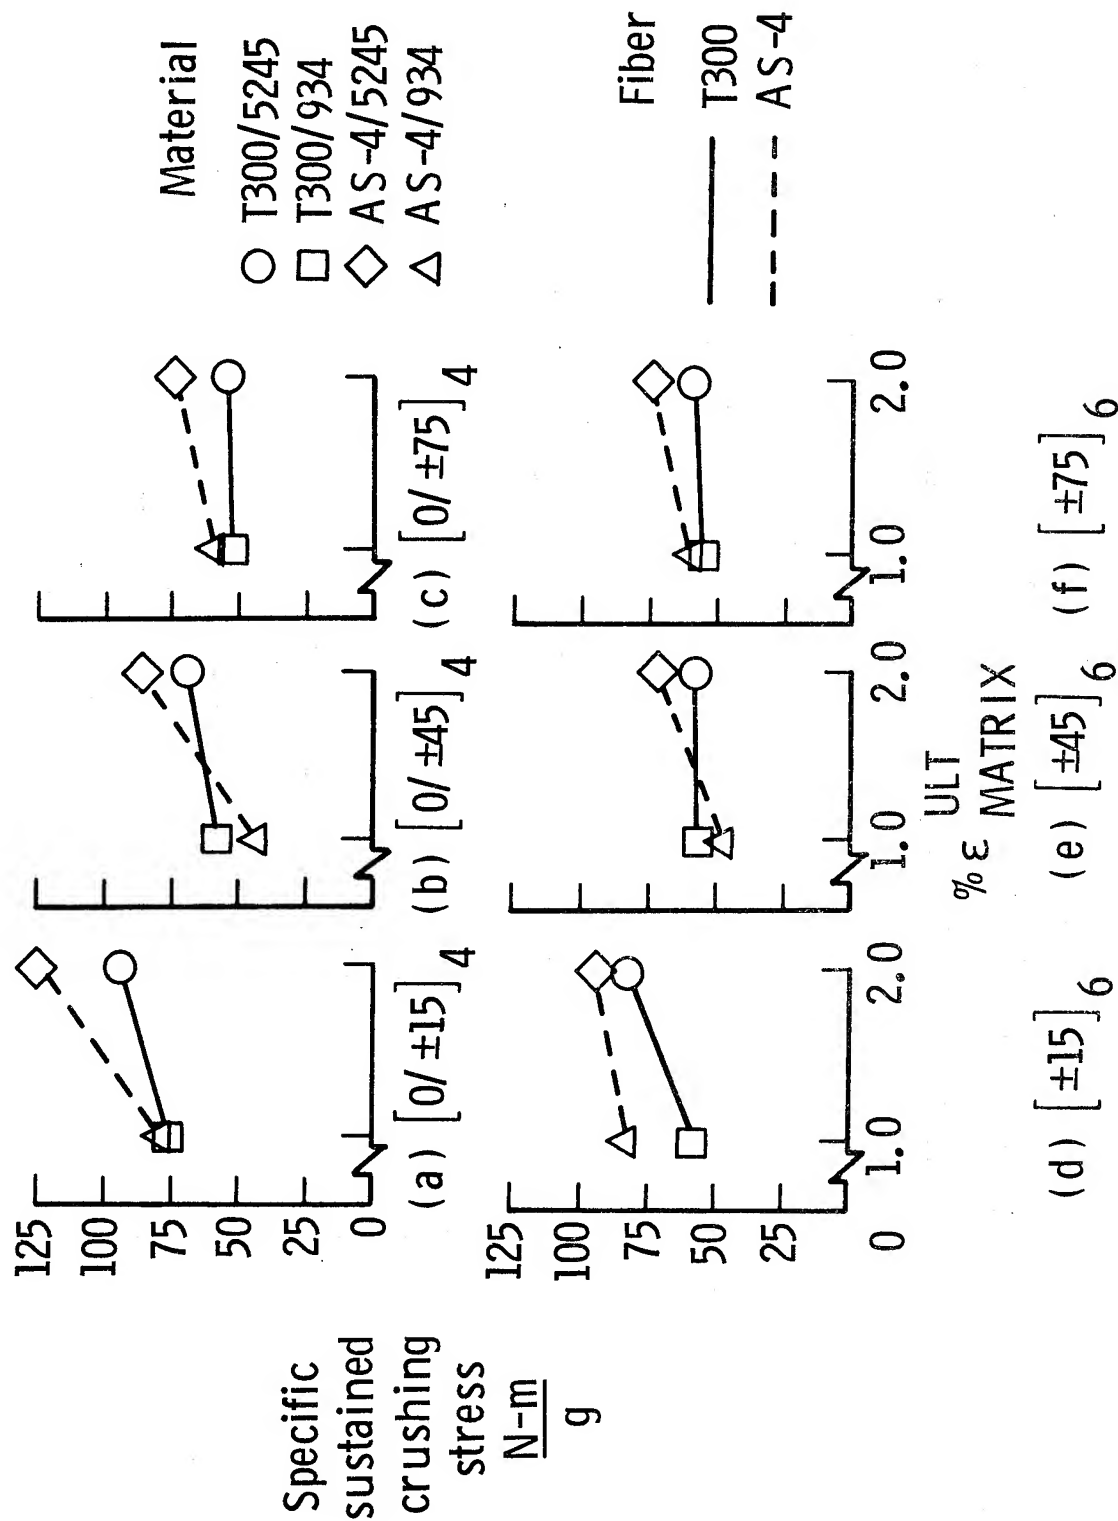 Specific
sustained
crushing
stress
N-m
g
125
100
75
50
25
0
(a) [0/±15]4
(b) [0/±45]4
(c) [0/±75]4
Material
T300/5245
T300/934
AS-4/5245
AS-4/934
125
100
75
50
25
0
1.0 2.0
1.0 2.0
1.0 2.0
% ε ULT
MATRIX
(d) [±15]6
(e) [±45]6
(f) [±75]6
Fiber
T300
AS-4